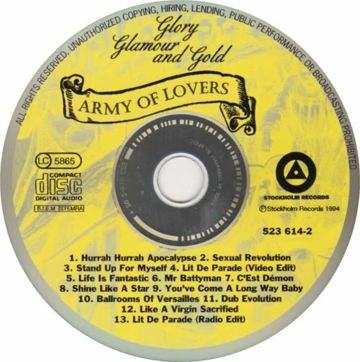 ALL RIGHTS RESERVED. UNAUTHORIZED COPYING, HIRING, LENDING, PUBLIC PERFORMANCE OR BROADCASTING PROHIBITED
Glory
Glamour
and Gold
ARMY OF LOVERS
LC 5865
COMPACT
disc
DIGITAL AUDIO
B.I.E.M. STEMRA
STOCKHOLM RECORDS
℗Stockholm Records 1994
523 614-2
1. Hurrah Hurrah Apocalypse 2. Sexual Revolution
3. Stand Up For Myself 4. Lit De Parade (Video Edit)
5. Life Is Fantastic 6. Mr Battyman 7. C'Est Démon
8. Shine Like A Star 9. You've Come A Long Way Baby
10. Ballrooms Of Versailles 11. Dub Evolution
12. Like A Virgin Sacrified
13. Lit De Parade (Radio Edit)